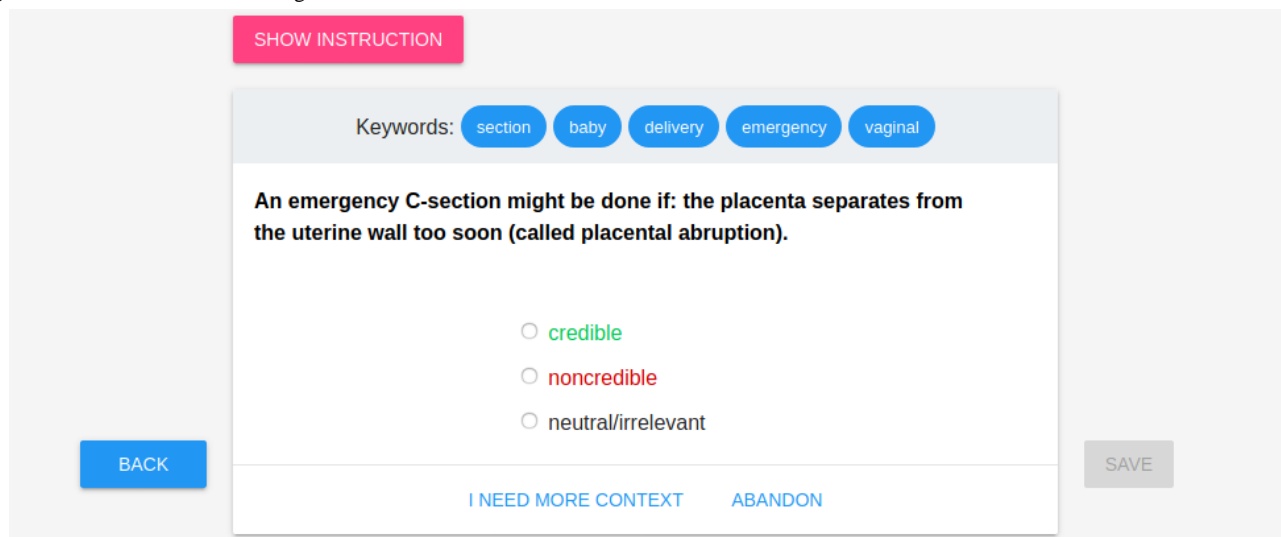 SHOW INSTRUCTION
Keywords: section baby delivery emergency vaginal
An emergency C-section might be done if: the placenta separates from
the uterine wall too soon (called placental abruption).
credible
noncredible
neutral/irrelevant
BACK
SAVE
I NEED MORE CONTEXT ABANDON